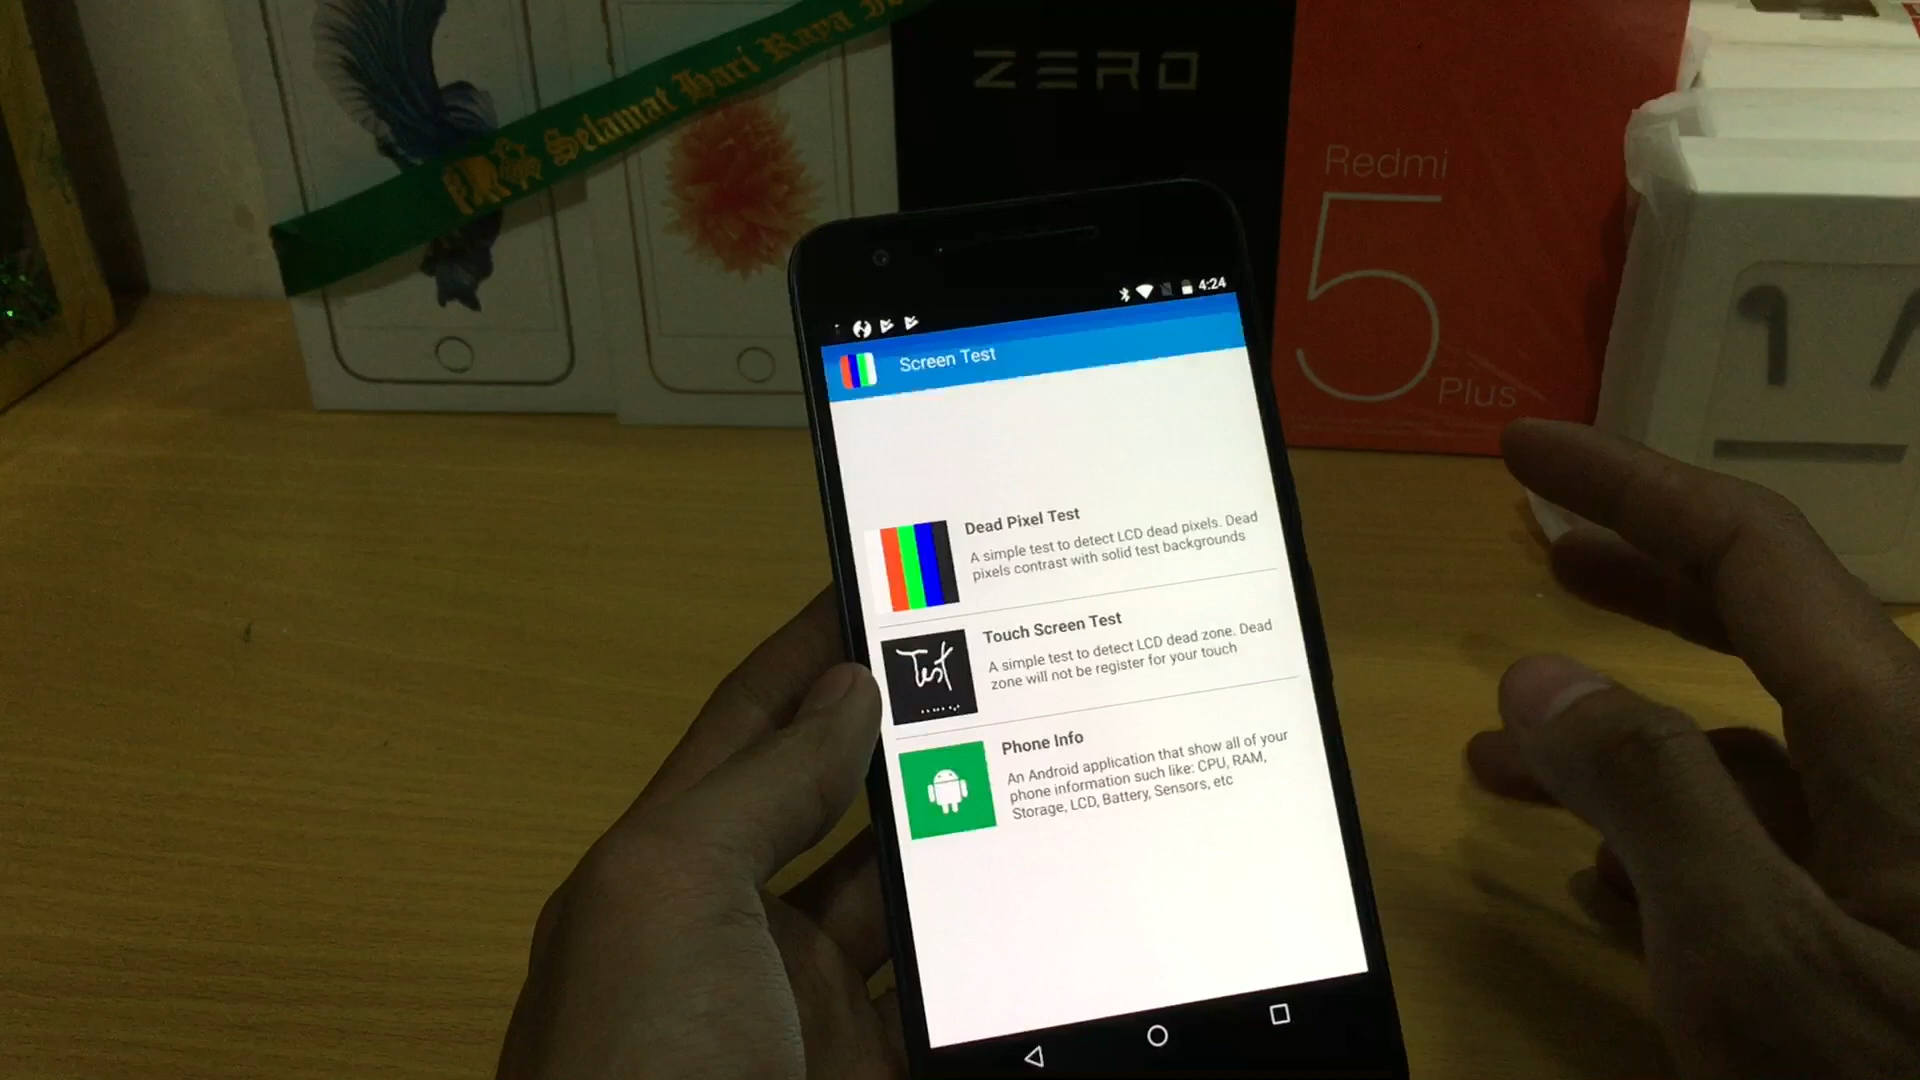 Selamat Hari Raya
ZERO
Redmi
5
Plus
4:24
Screen Test
Dead Pixel Test
A simple test to detect LCD dead pixels. Dead
pixels contrast with solid test backgrounds
Test
Touch Screen Test
A simple test to detect LCD dead zone. Dead
zone will not be register for your touch
Phone Info
An Android application that show all of your
phone information such like: CPU, RAM,
Storage, LCD, Battery, Sensors, etc